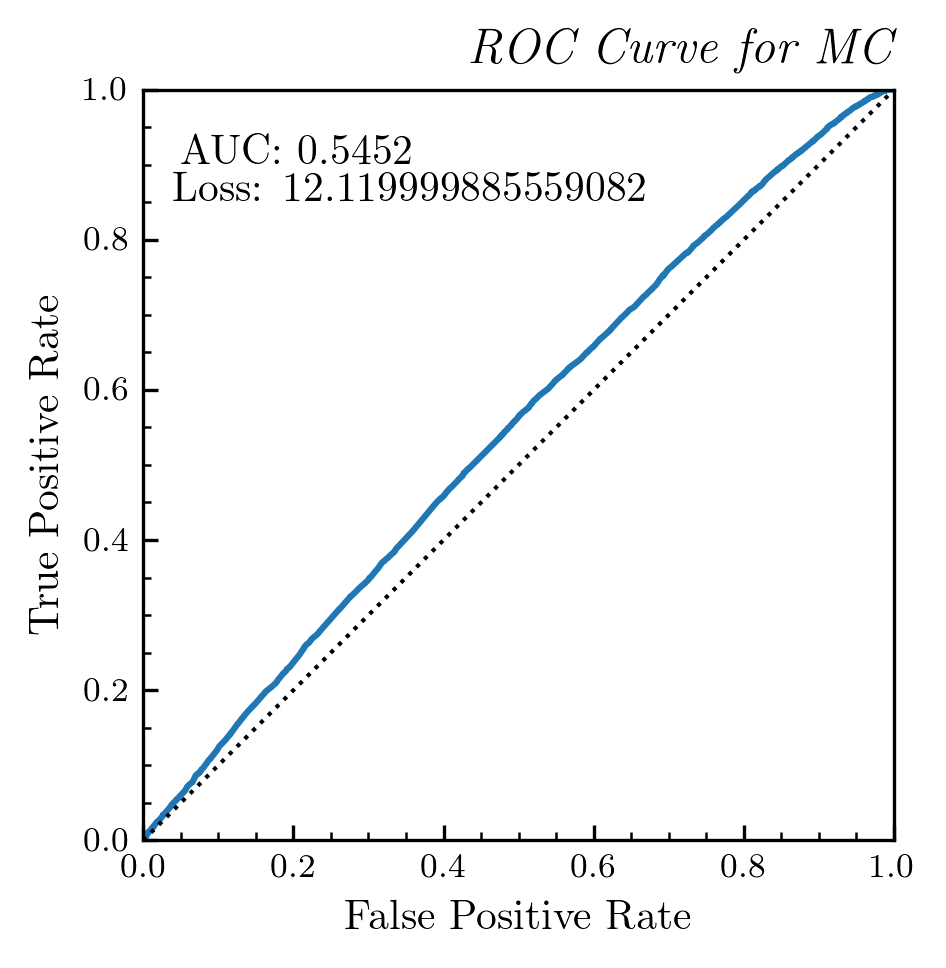 ROC Curve for MC
1.0
AUC: 0.5452
Loss: 12.119999885559082
0.8
0.6
0.4
0.2
0.0
True Positive Rate
0.0 0.2 0.4 0.6 0.8 1.0
False Positive Rate